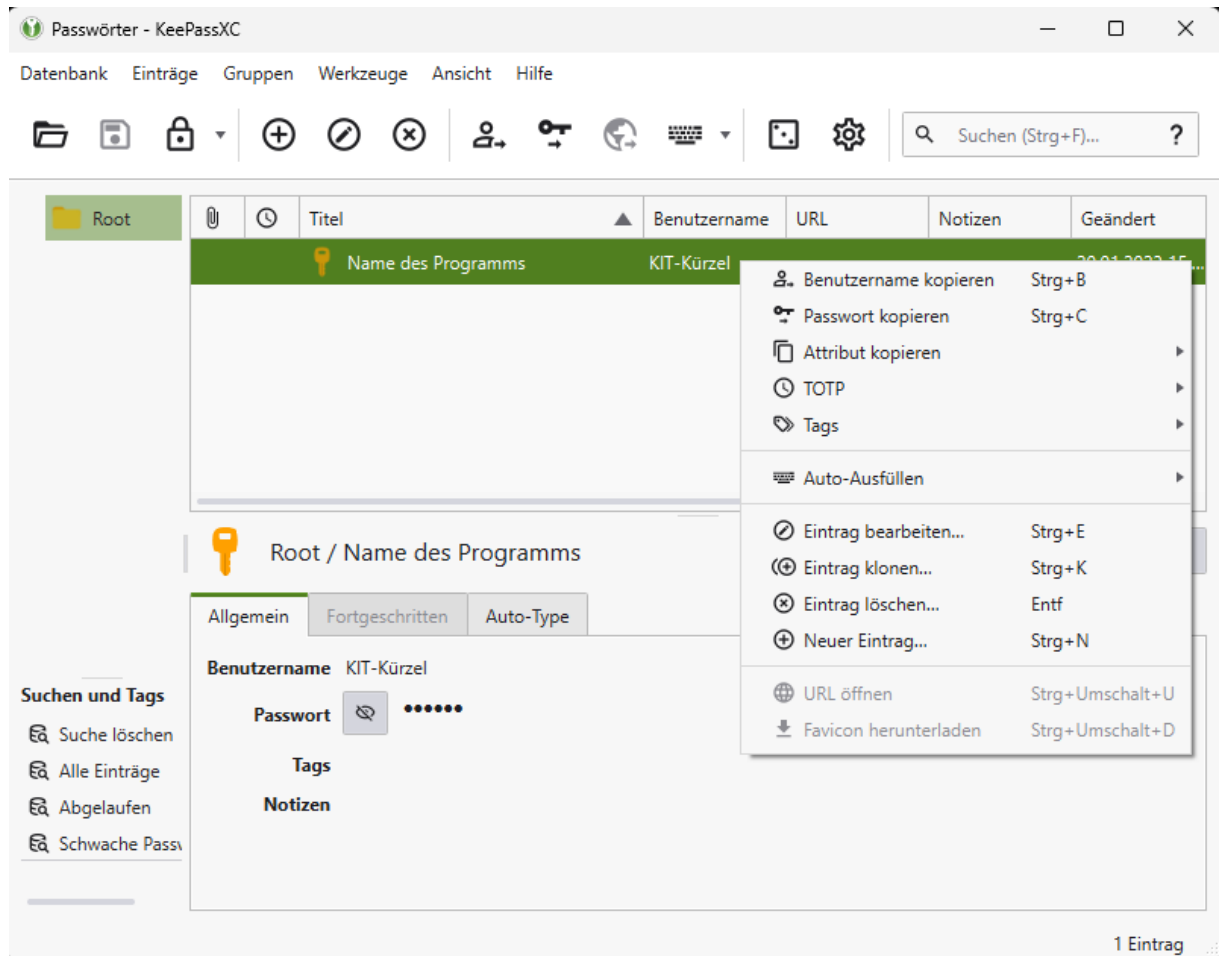 Passwörter - KeePassXC
Datenbank Einträge Gruppen Werkzeuge Ansicht Hilfe
Suchen (Strg+F)... ?
Root
Titel Benutzername URL Notizen Geändert
Name des Programms KIT-Kürzel
Benutzername kopieren Strg+B
Passwort kopieren Strg+C
Attribut kopieren
TOTP
Tags
Auto-Ausfüllen
Eintrag bearbeiten... Strg+E
Eintrag klonen... Strg+K
Eintrag löschen... Entf
Neuer Eintrag... Strg+N
URL öffnen Strg+Umschalt+U
Favicon herunterladen Strg+Umschalt+D
Root / Name des Programms
Allgemein Fortgeschritten Auto-Type
Benutzername KIT-Kürzel
Passwort ••••••
Tags
Notizen
Suchen und Tags
Suche löschen
Alle Einträge
Abgelaufen
Schwache
1 Eintrag